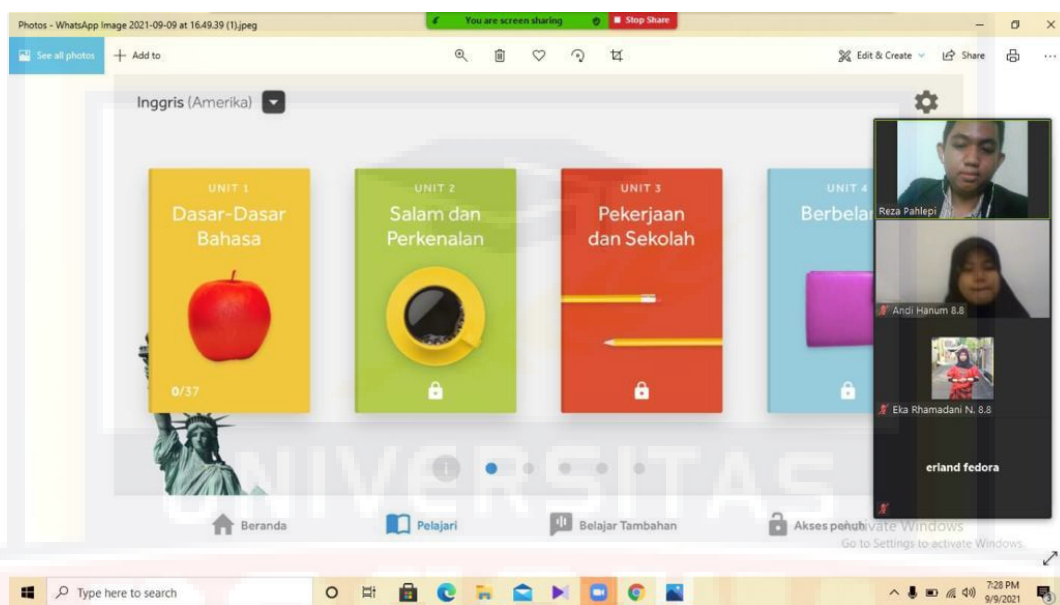 Photos - WhatsApp Image 2021-09-09 at 16.49.39 (1).jpeg
You are screen sharing
Stop Share
See all photos
Add to
Edit & Create
Share
Inggris (Amerika)
UNIT 1
Dasar-Dasar
Bahasa
0/37
UNIT 2
Salam dan
Perkenalan
UNIT 3
Pekerjaan
dan Sekolah
UNIT 4
Reza Pahlepi
Andi Hanum 8.8
Eka Rhamadani N. 8.8
erland fedora
UNIVERSITAS
Beranda
Pelajari
Belajar Tambahan
Akses penuh
Activate Windows
Go to Settings to activate Windows.
Type here to search
7:28 PM
9/9/2021
3